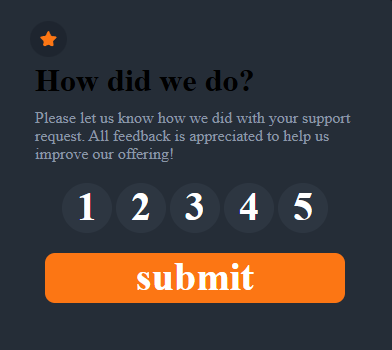 How did we do?
Please let us know how we did with your support
request. All feedback is appreciated to help us
improve our offering!
1 2 3 4 5
submit